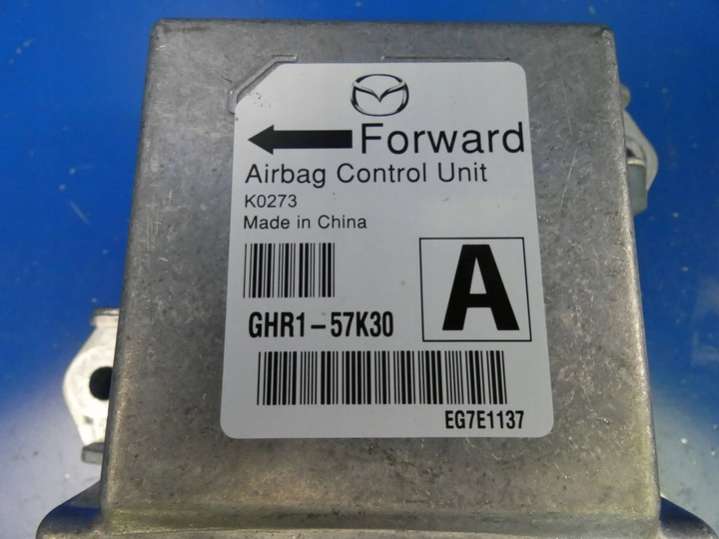 Forward
Airbag Control Unit
K0273
Made in China
A
GHR1-57K30
EG7E1137